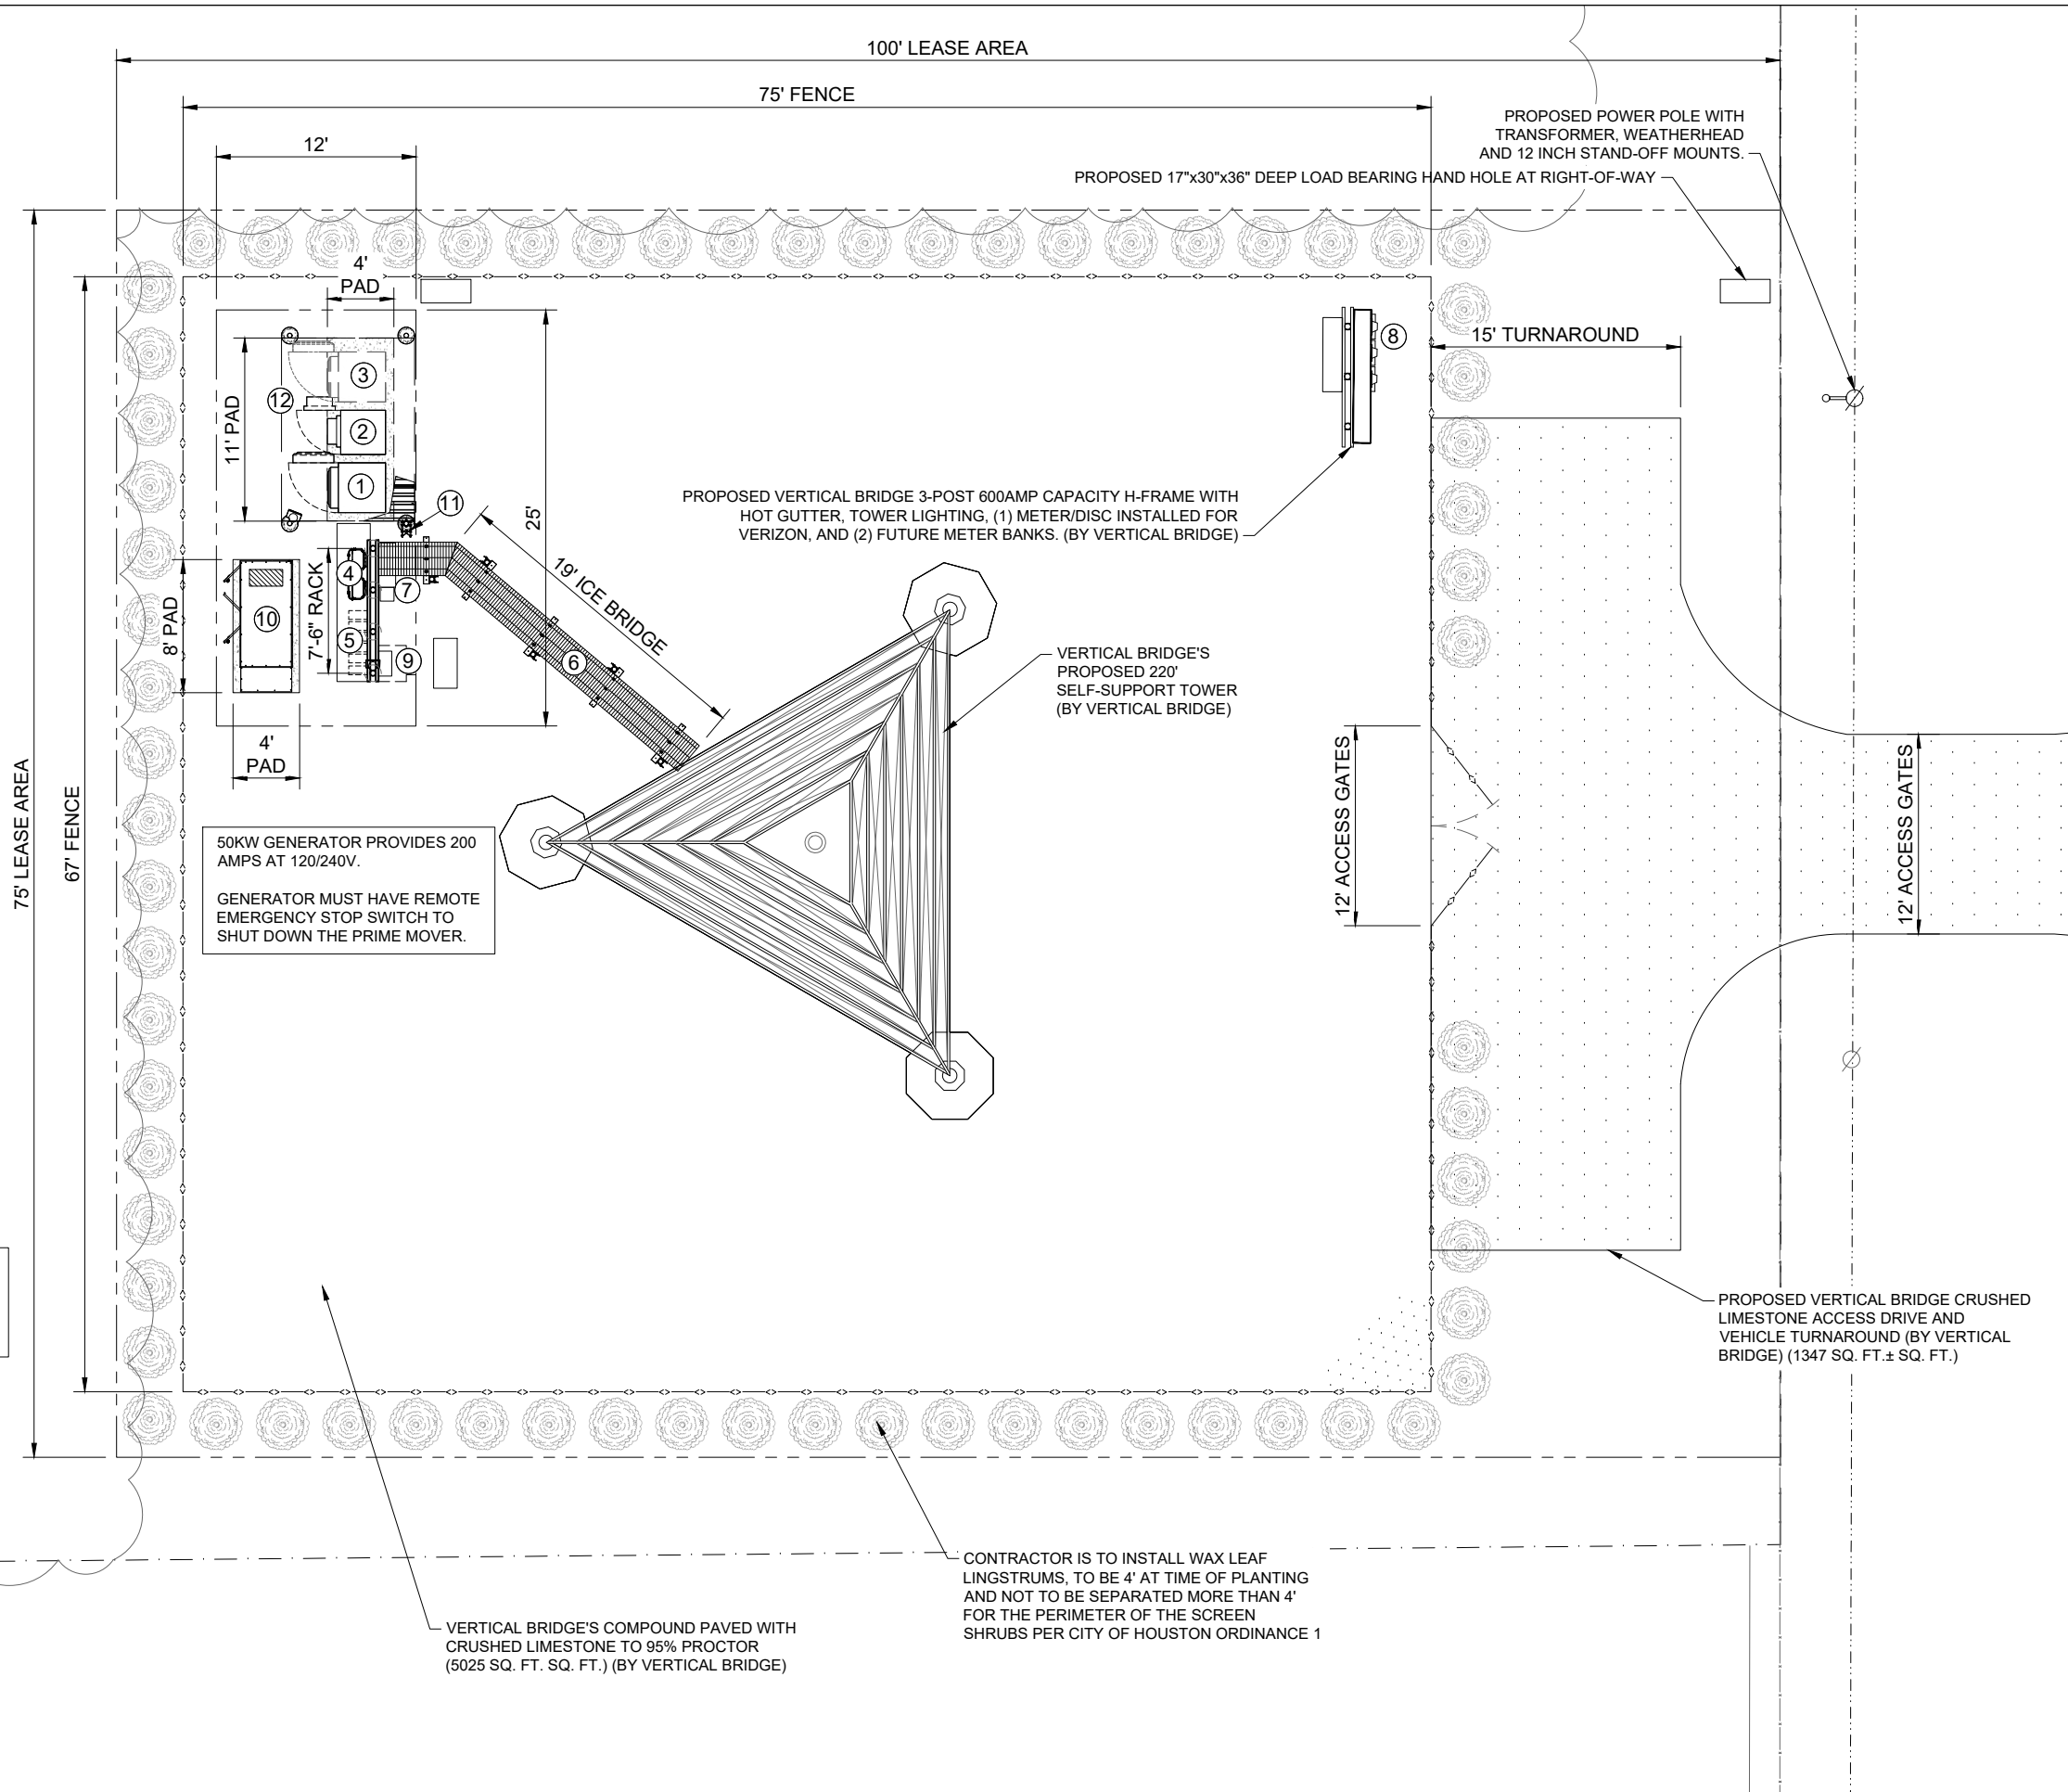 100' LEASE AREA
75' FENCE
PROPOSED POWER POLE WITH
TRANSFORMER, WEATHERHEAD
AND 12 INCH STAND-OFF MOUNTS.
12'
PROPOSED 17"x30"x36" DEEP LOAD BEARING HAND HOLE AT RIGHT-OF-WAY
4'
PAD
15' TURNAROUND
8
3
12
2
11' PAD
1
11
25'
PROPOSED VERTICAL BRIDGE 3-POST 600AMP CAPACITY H-FRAME WITH
HOT GUTTER, TOWER LIGHTING, (1) METER/DISC INSTALLED FOR
VERIZON, AND (2) FUTURE METER BANKS. (BY VERTICAL BRIDGE)
19' ICE BRIDGE
4
7
7'-6" RACK
10
8' PAD
5
9
6
VERTICAL BRIDGE'S
PROPOSED 220'
SELF-SUPPORT TOWER
(BY VERTICAL BRIDGE)
4'
PAD
75' LEASE AREA
67' FENCE
12' ACCESS GATES
12' ACCESS GATES
50KW GENERATOR PROVIDES 200
AMPS AT 120/240V.
GENERATOR MUST HAVE REMOTE
EMERGENCY STOP SWITCH TO
SHUT DOWN THE PRIME MOVER.
PROPOSED VERTICAL BRIDGE CRUSHED
LIMESTONE ACCESS DRIVE AND
VEHICLE TURNAROUND (BY VERTICAL
BRIDGE) (1347 SQ. FT.± SQ. FT.)
CONTRACTOR IS TO INSTALL WAX LEAF
LINGSTRUMS, TO BE 4' AT TIME OF PLANTING
AND NOT TO BE SEPARATED MORE THAN 4'
FOR THE PERIMETER OF THE SCREEN
SHRUBS PER CITY OF HOUSTON ORDINANCE 1
VERTICAL BRIDGE'S COMPOUND PAVED WITH
CRUSHED LIMESTONE TO 95% PROCTOR
(5025 SQ. FT. SQ. FT.) (BY VERTICAL BRIDGE)